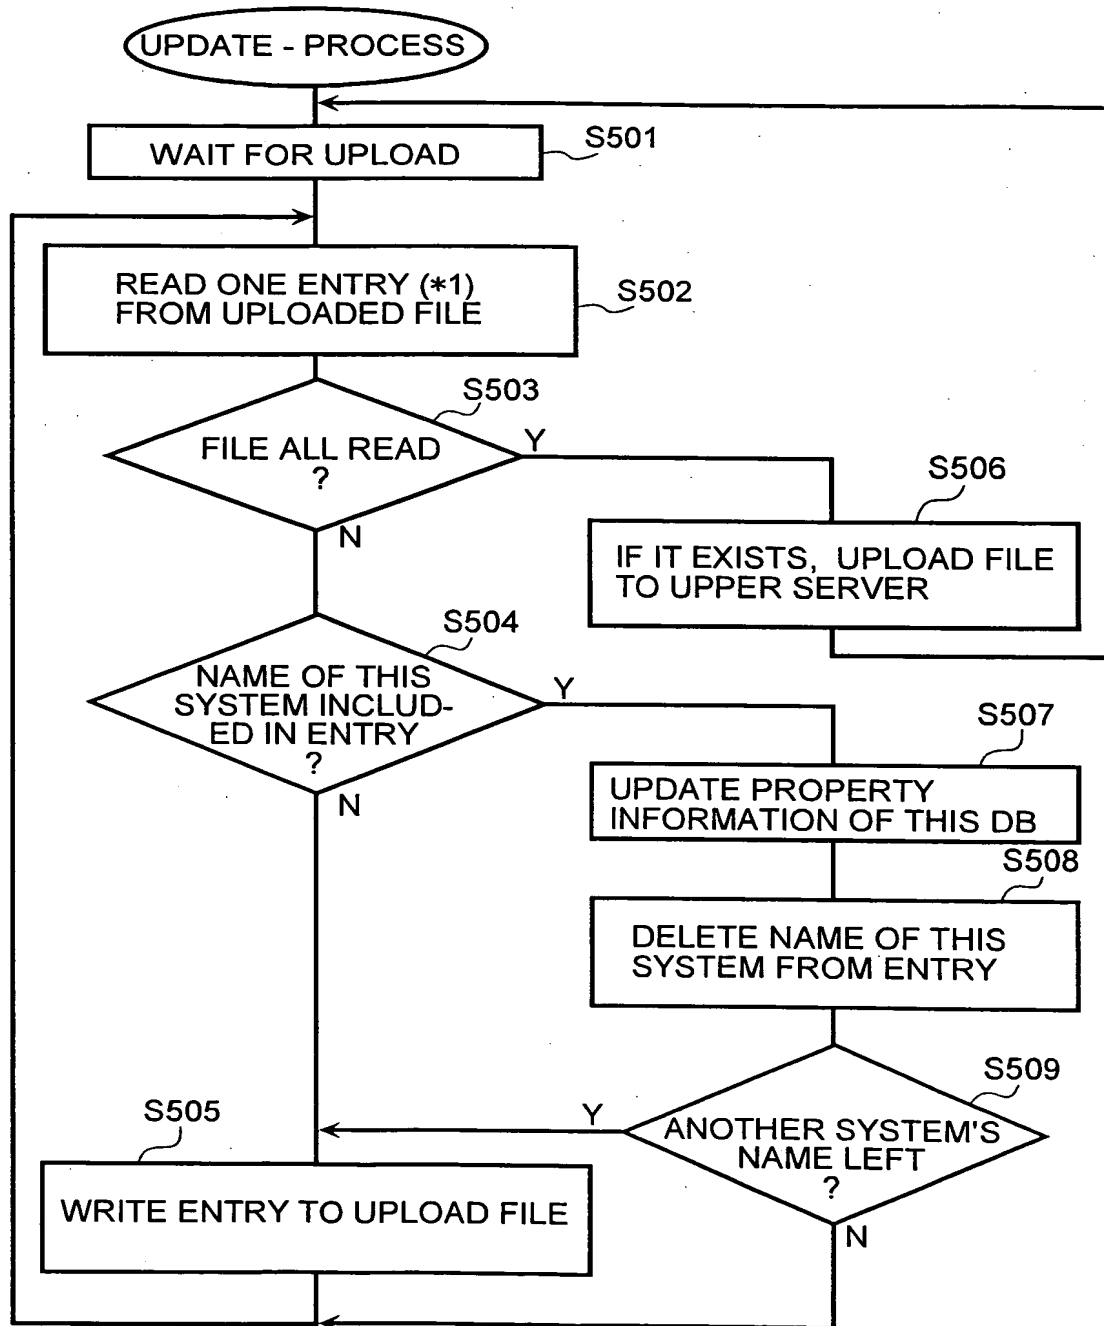 UPDATE - PROCESS
WAIT FOR UPLOAD
S501
READ ONE ENTRY (*1)
FROM UPLOADED FILE
S502
S503
FILE ALL READ
?
Y
N
S506
IF IT EXISTS, UPLOAD FILE
TO UPPER SERVER
S504
NAME OF THIS
SYSTEM INCLUD-
ED IN ENTRY
?
Y
N
S507
UPDATE PROPERTY
INFORMATION OF THIS DB
S508
DELETE NAME OF THIS
SYSTEM FROM ENTRY
S509
ANOTHER SYSTEM'S
NAME LEFT
?
Y
N
S505
WRITE ENTRY TO UPLOAD FILE